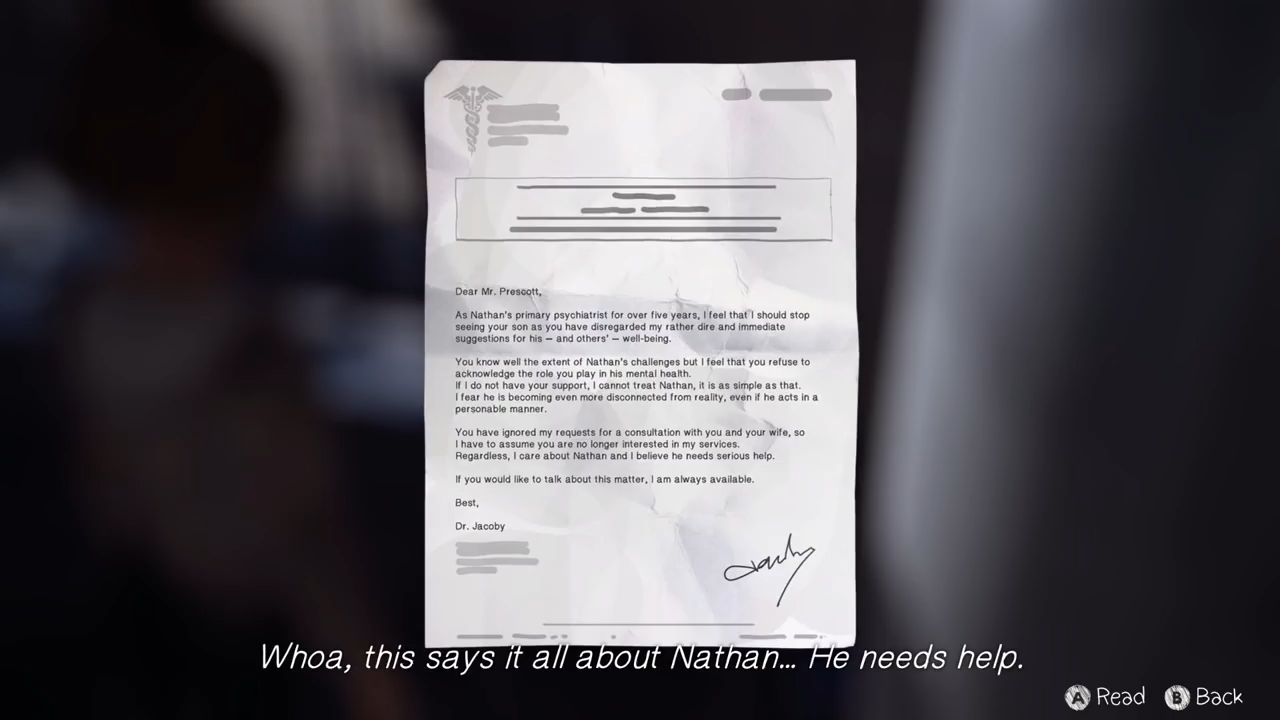 Dear Mr. Prescott,
As Nathan's primary psychiatrist for over five years, I feel that I should stop
seeing your son as you have disregarded my rather dire and immediate
suggestions for his – and others' – well-being.
You know well the extent of Nathan's challenges but I feel that you refuse to
acknowledge the role you play in his mental health.
If I do not have your support, I cannot treat Nathan, it is as simple as that.
I fear he is becoming even more disconnected from reality, even if he acts in a
personable manner.
You have ignored my requests for a consultation with you and your wife, so
I have to assume you are no longer interested in my services.
Regardless, I care about Nathan and I believe he needs serious help.
If you would like to talk about this matter, I am always available.
Best,
Dr. Jacoby
Whoa, this says it all about Nathan... He needs help.
A Read B Back